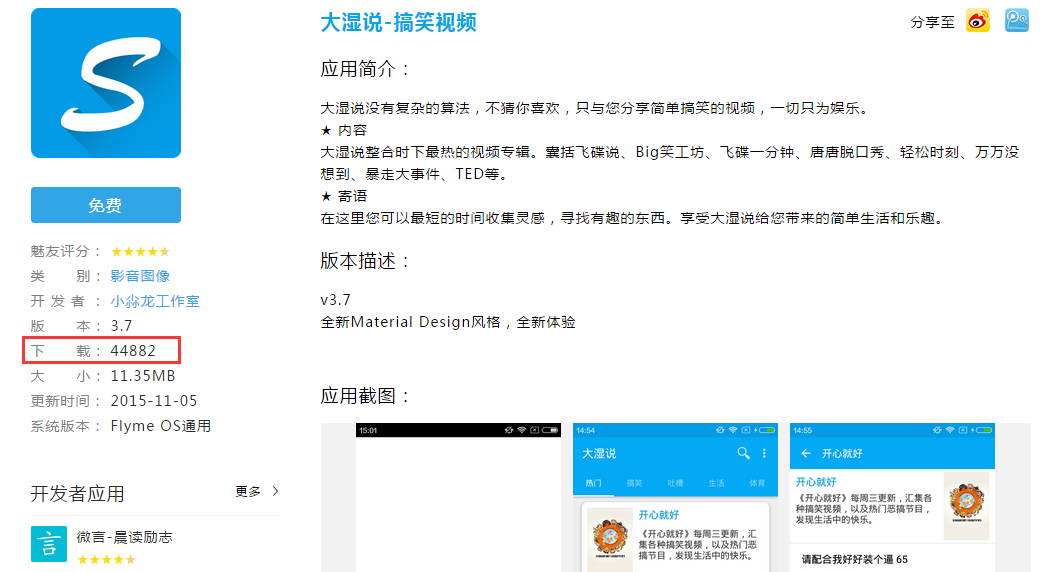 大湿说-搞笑视频
分享至
应用简介：
大湿说没有复杂的算法，不猜你喜欢，只与您分享简单搞笑的视频，一切只为娱乐。
★ 内容
大湿说整合时下最热的视频专辑。囊括飞碟说、Big笑工坊、飞碟一分钟、唐唐脱口秀、轻松时刻、万万没
想到、暴走大事件、TED等。
★ 寄语
在这里您可以最短的时间收集灵感，寻找有趣的东西。享受大湿说给您带来的简单生活和乐趣。
版本描述：
v3.7
全新Material Design风格，全新体验
应用截图：
S
免费
魅友评分：
类 别：影音图像
开 发 者 ：小尛龙工作室
版 本：3.7
下 载：44882
大 小：11.35MB
更新时间：2015-11-05
系统版本：Flyme OS通用
开发者应用 更多
言
微言-晨读励志
15:01
14:54
大湿说
热门 搞笑 吐槽 生活 体育
开心就好
《开心就好》每周三更新，汇
集各种搞笑视频，以及热门恶
搞节目，发现生活中的快乐。
14:55
开心就好
开心就好
《开心就好》每周三更新，汇集各
种搞笑视频，以及热门恶搞节目，
发现生活中的快乐。
请配合我好好装个逼 65